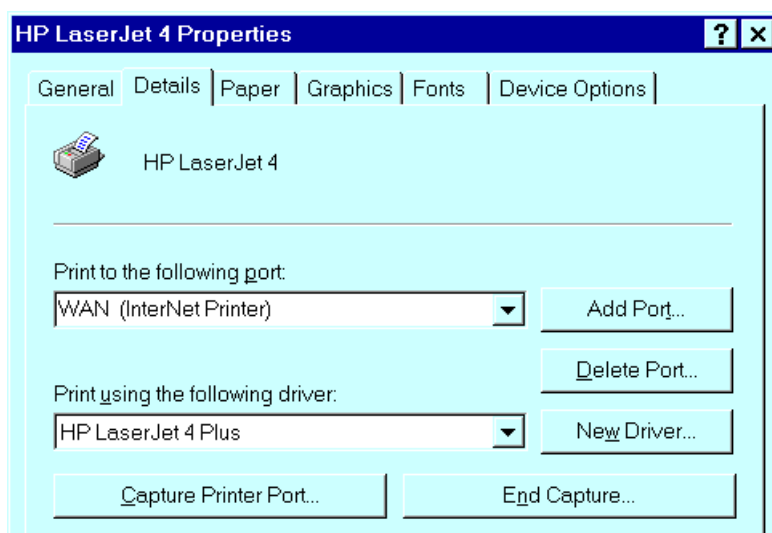 HP LaserJet 4 Properties
? ×
General Details Paper Graphics Fonts Device Options
HP LaserJet 4
Print to the following port:
WAN (InterNet Printer)
Add Port...
Delete Port...
Print using the following driver:
HP LaserJet 4 Plus
New Driver...
Capture Printer Port... End Capture...